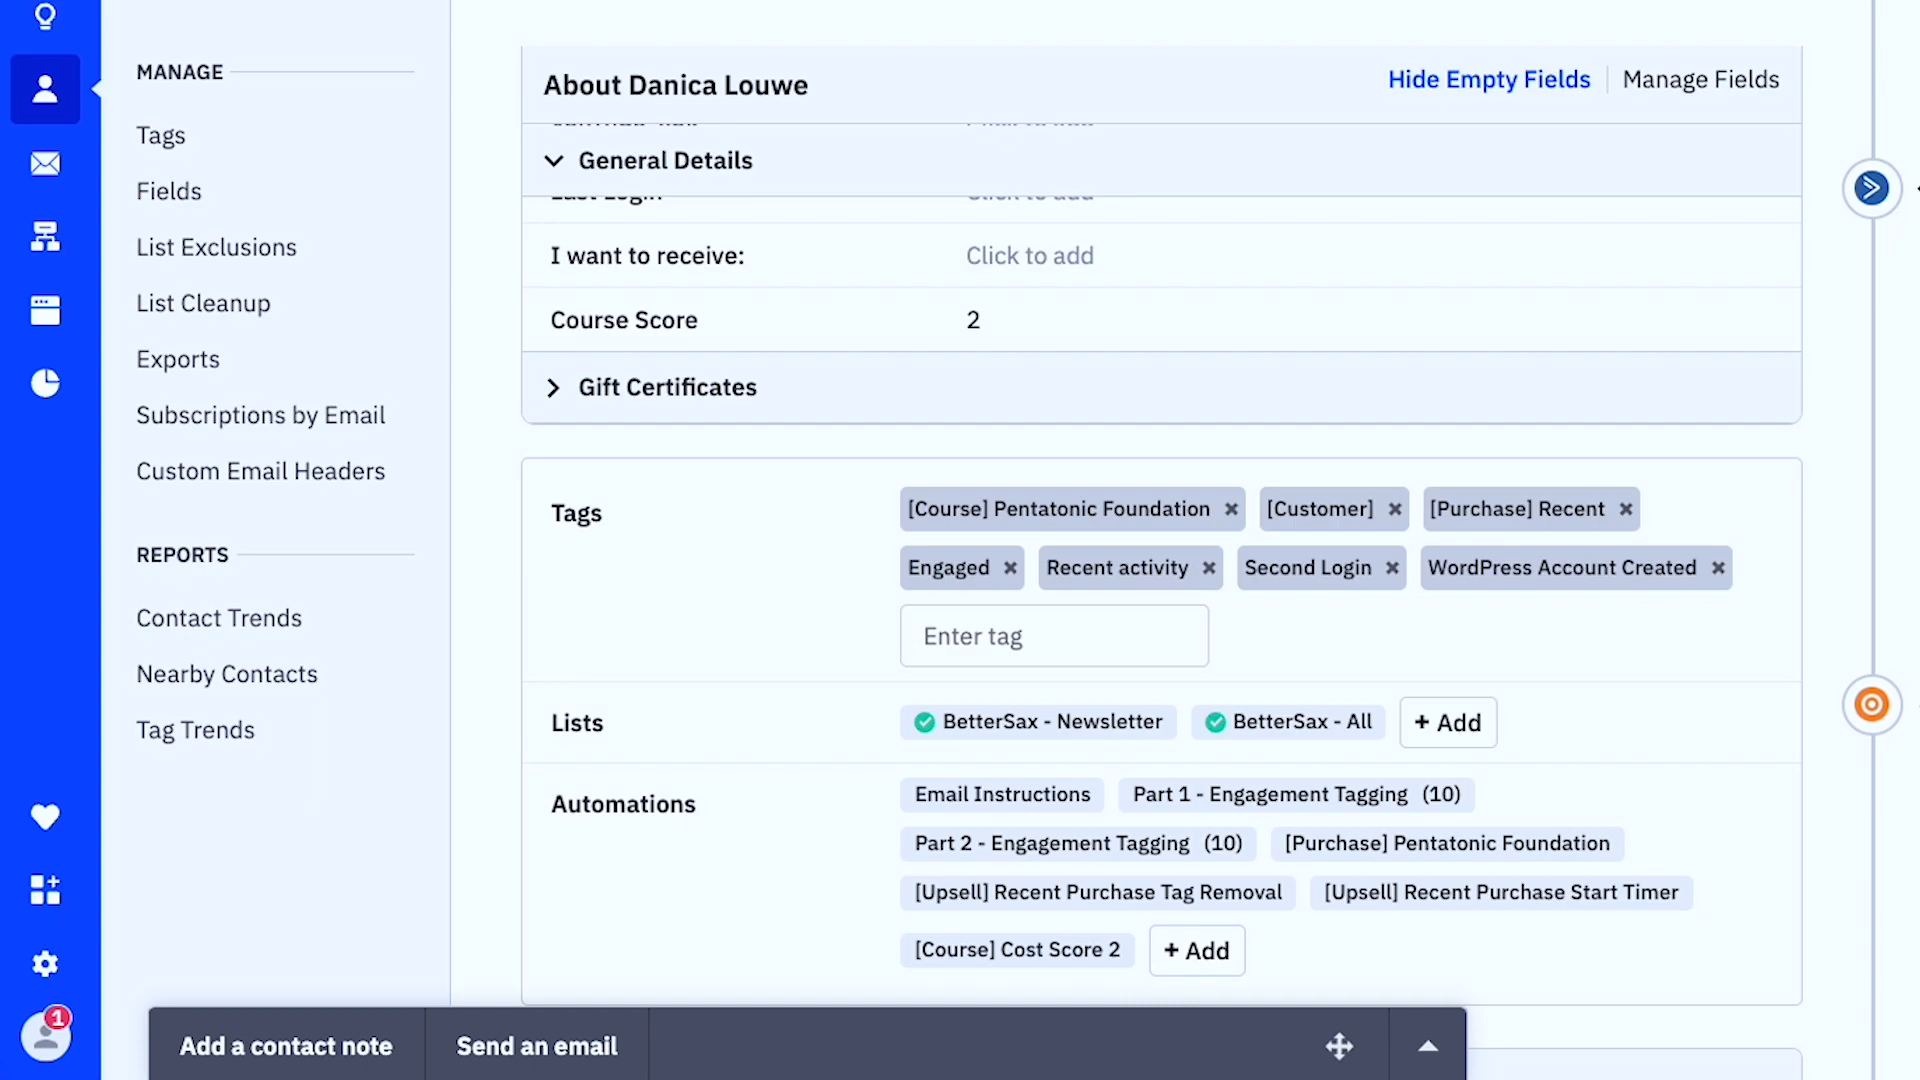 MANAGE
Tags
Fields
List Exclusions
List Cleanup
Exports
Subscriptions by Email
Custom Email Headers
REPORTS
Contact Trends
Nearby Contacts
Tag Trends
1
About Danica Louwe
Hide Empty Fields Manage Fields
General Details
Last Login Click to add
I want to receive: Click to add
Course Score 2
Gift Certificates
Tags
[Course] Pentatonic Foundation × [Customer] × [Purchase] Recent ×
Engaged × Recent activity × Second Login × WordPress Account Created ×
Enter tag
Lists BetterSax - Newsletter BetterSax - All + Add
Automations
Email Instructions Part 1 - Engagement Tagging (10)
Part 2 - Engagement Tagging (10) [Purchase] Pentatonic Foundation
[Upsell] Recent Purchase Tag Removal [Upsell] Recent Purchase Start Timer
[Course] Cost Score 2 + Add
Add a contact note Send an email